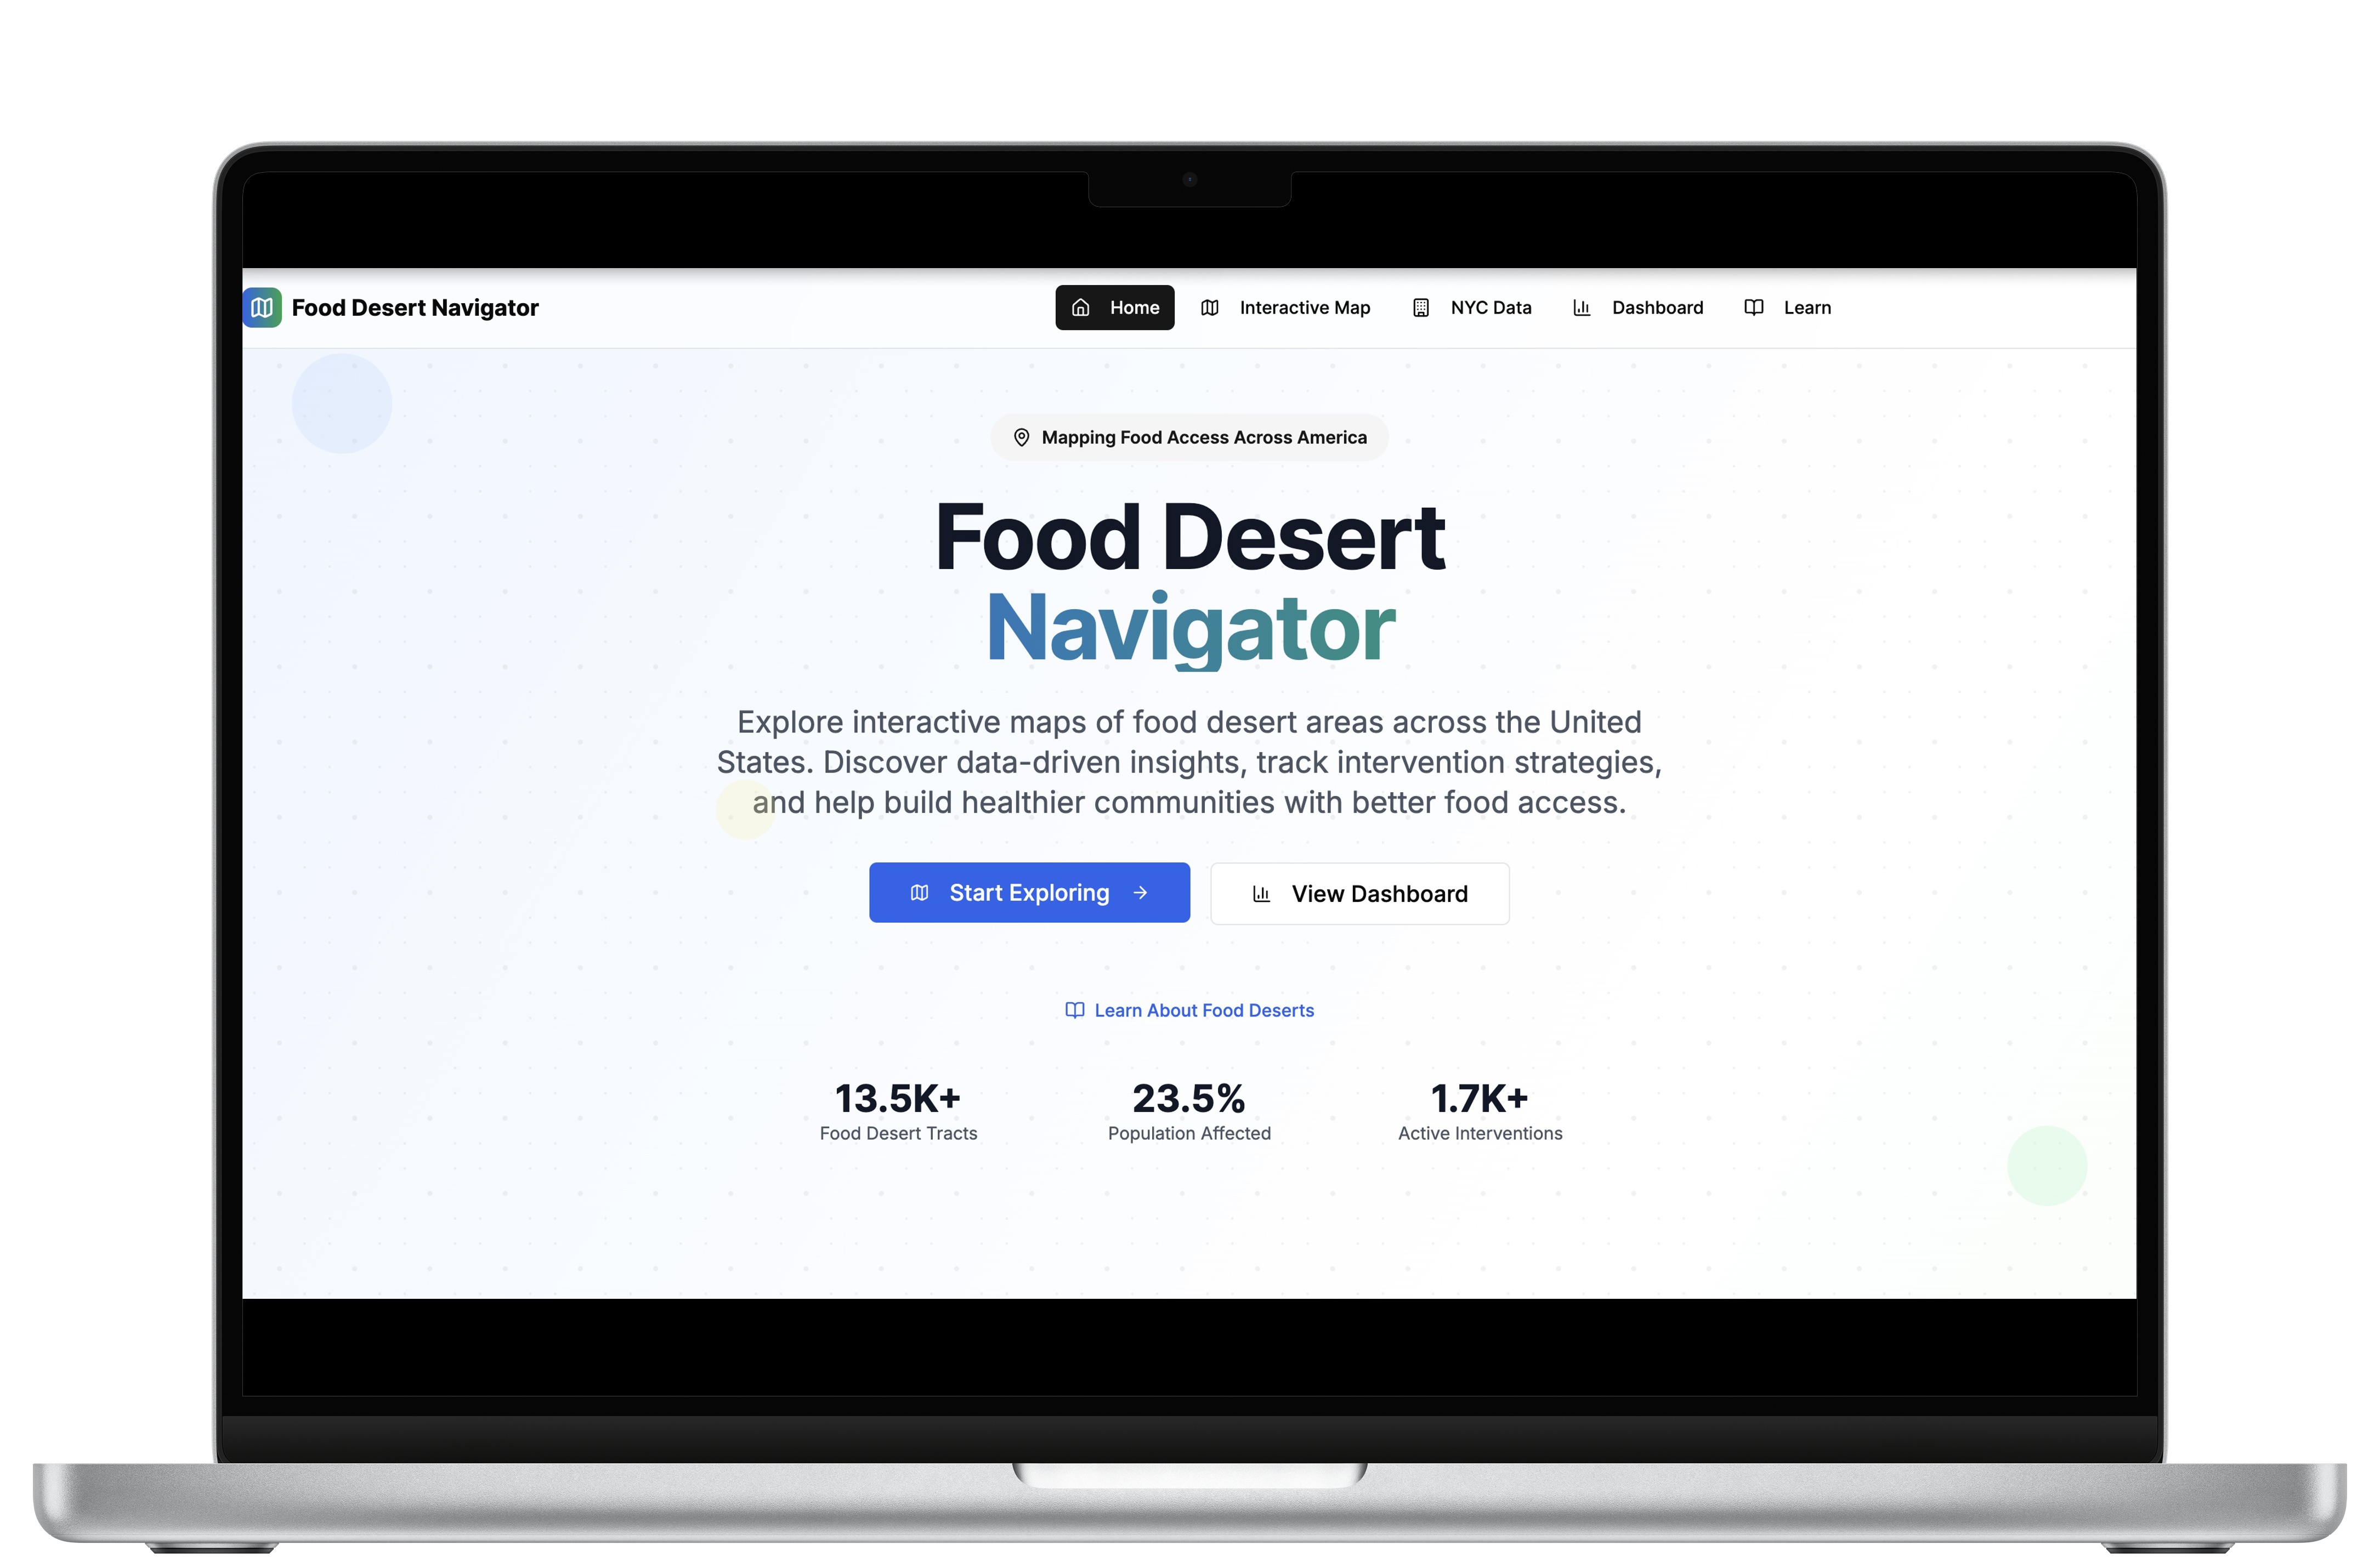 Food Desert Navigator
Home
Interactive Map
NYC Data
Dashboard
Learn
Mapping Food Access Across America
Food Desert
Navigator
Explore interactive maps of food desert areas across the United
States. Discover data-driven insights, track intervention strategies,
and help build healthier communities with better food access.
Start Exploring
View Dashboard
Learn About Food Deserts
13.5K+
Food Desert Tracts
23.5%
Population Affected
1.7K+
Active Interventions